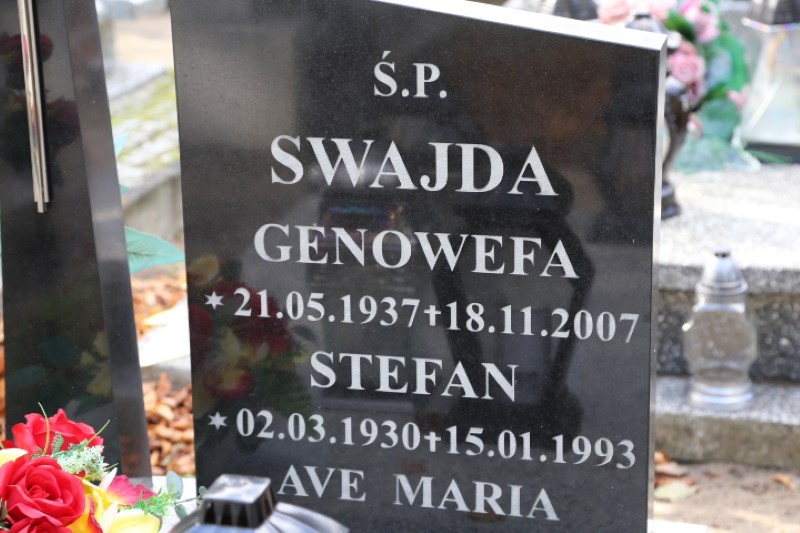 Ś.P.
SWAJDA
GENOWEFA
* 21.05.1937 † 18.11.2007
STEFAN
* 02.03.1930 † 15.01.1993
AVE MARIA